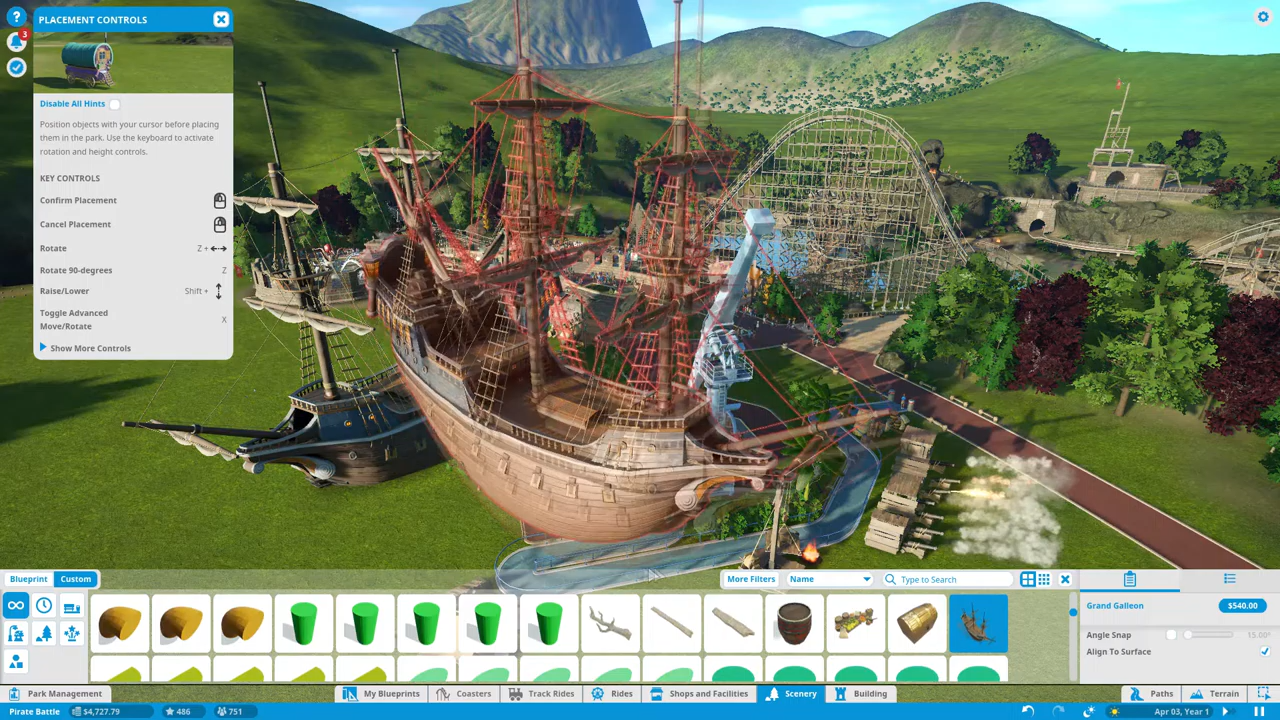 ?
PLACEMENT CONTROLS
3
Disable All Hints
Position objects with your cursor before placing
them in the park. Use the keyboard to activate
rotation and height controls.
KEY CONTROLS
Confirm Placement
Cancel Placement
Rotate Z +
Rotate 90-degrees Z
Raise/Lower Shift +
Toggle Advanced
Move/Rotate X
Show More Controls
Blueprint Custom More Filters Name Type to Search
Grand Galleon $540.00
Angle Snap 15.00°
Align To Surface
Park Management My Blueprints Coasters Track Rides Rides Shops and Facilities Scenery Building Paths Terrain
Pirate Battle $4,727.79 486 751 Apr 03, Year 1